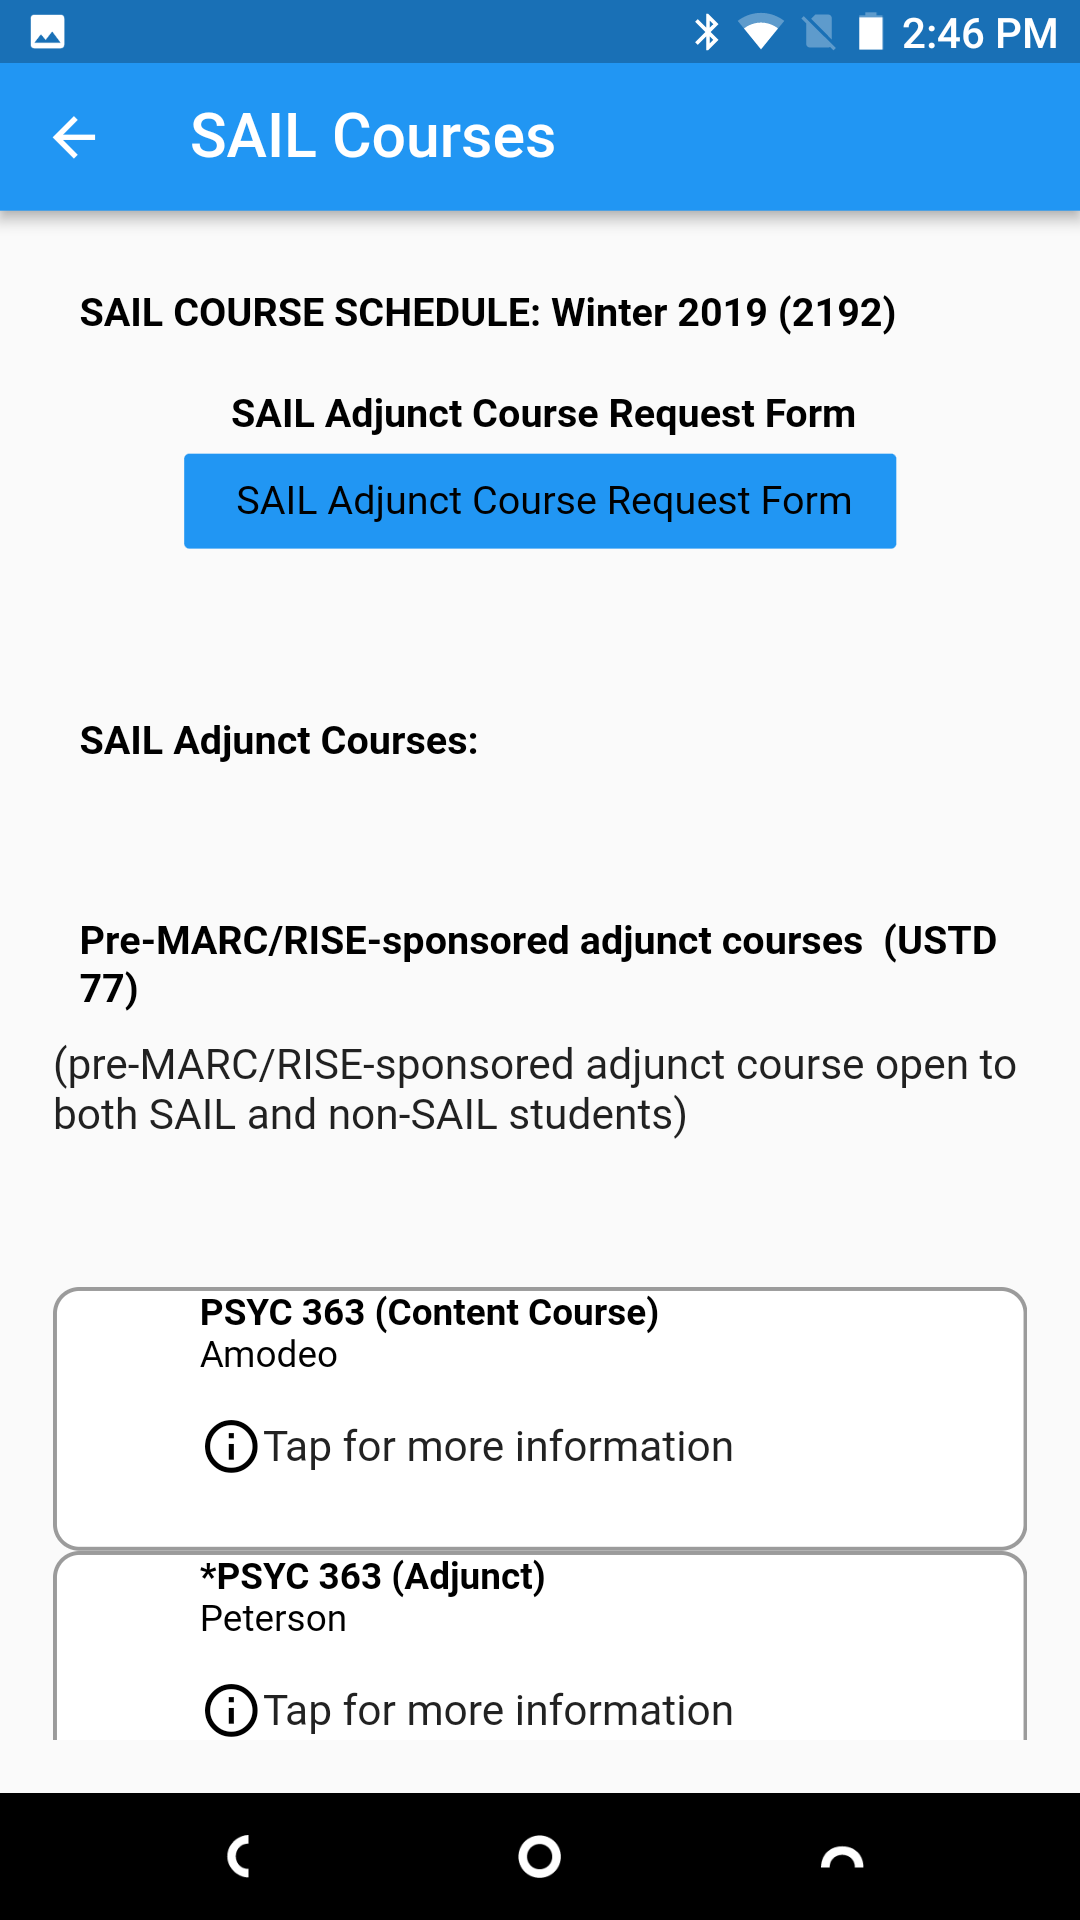 2:46 PM
SAIL Courses
SAIL COURSE SCHEDULE: Winter 2019 (2192)
SAIL Adjunct Course Request Form
SAIL Adjunct Course Request Form
SAIL Adjunct Courses:
Pre-MARC/RISE-sponsored adjunct courses  (USTD
77)
(pre-MARC/RISE-sponsored adjunct course open to
both SAIL and non-SAIL students)
PSYC 363 (Content Course)
Amodeo
Tap for more information
*PSYC 363 (Adjunct)
Peterson
Tap for more information